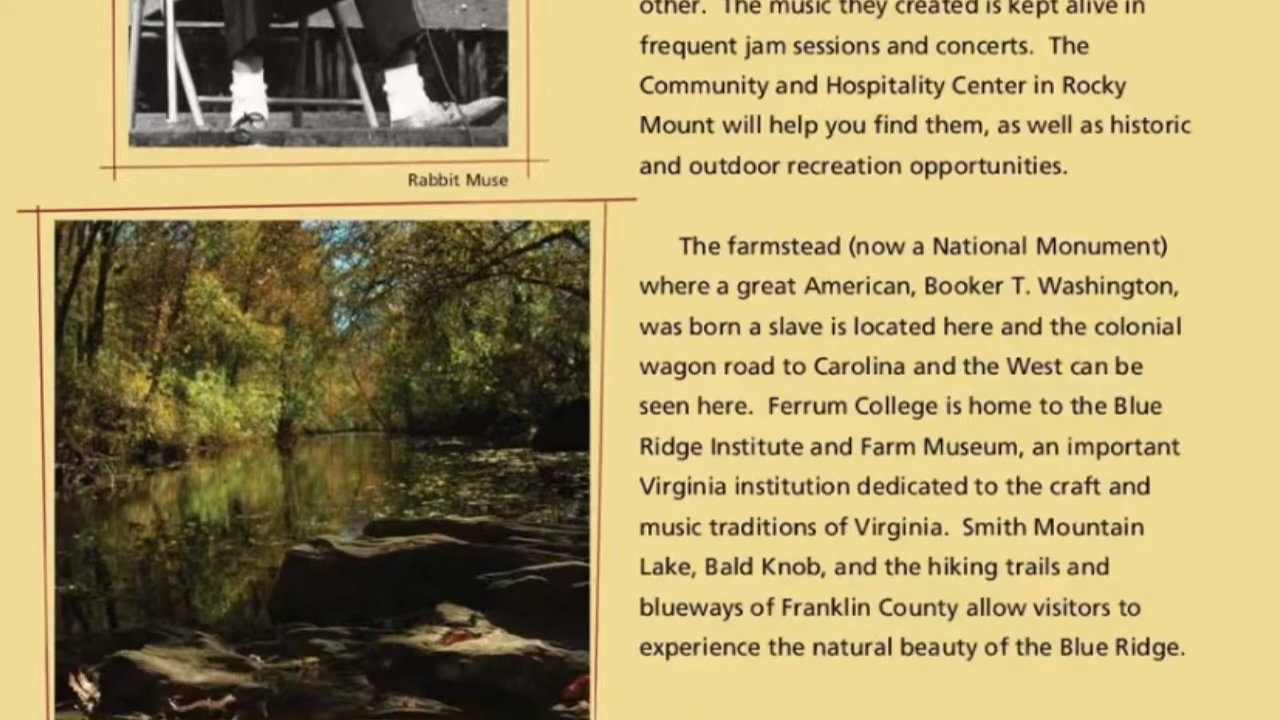 other.  The music they created is kept alive in
frequent jam sessions and concerts.  The
Community and Hospitality Center in Rocky
Mount will help you find them, as well as historic
and outdoor recreation opportunities.
Rabbit Muse
The farmstead (now a National Monument)
where a great American, Booker T. Washington,
was born a slave is located here and the colonial
wagon road to Carolina and the West can be
seen here.  Ferrum College is home to the Blue
Ridge Institute and Farm Museum, an important
Virginia institution dedicated to the craft and
music traditions of Virginia.  Smith Mountain
Lake, Bald Knob, and the hiking trails and
blueways of Franklin County allow visitors to
experience the natural beauty of the Blue Ridge.